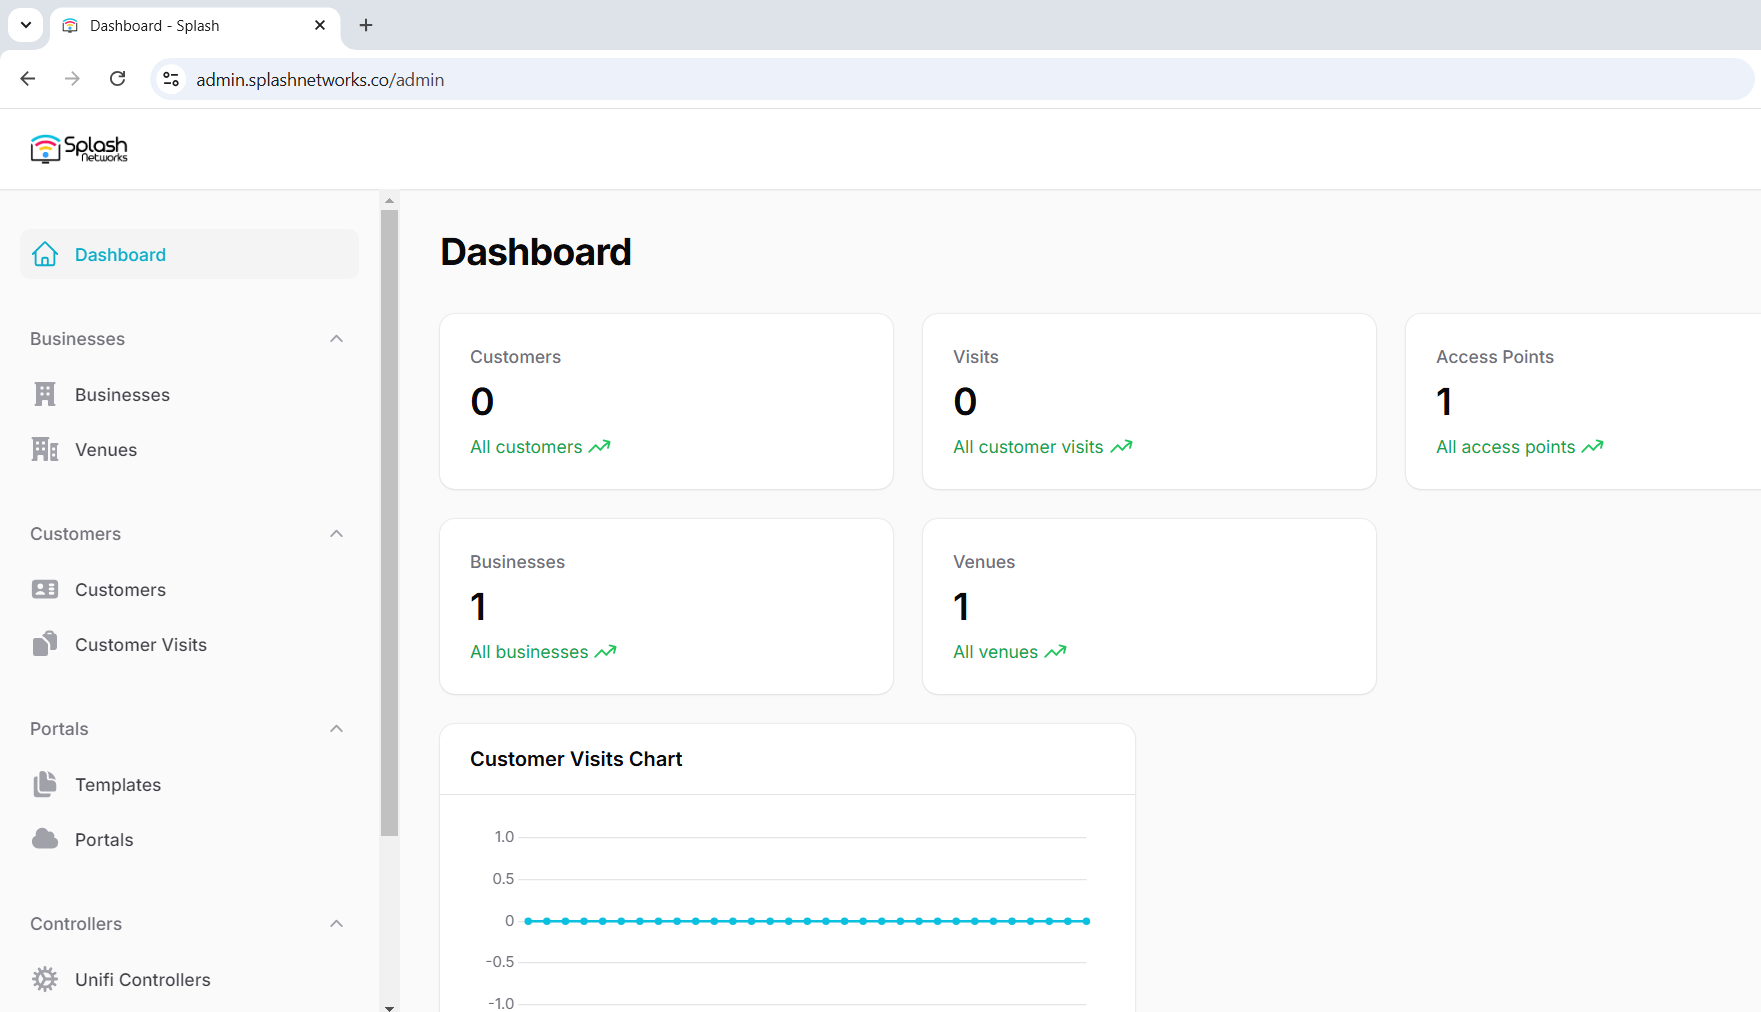 Dashboard - Splash
admin.splashnetworks.co/admin
Splash
Networks
Dashboard
Businesses
Businesses
Venues
Customers
Customers
Customer Visits
Portals
Templates
Portals
Controllers
Unifi Controllers
Dashboard
Customers
0
All customers
Visits
0
All customer visits
Access Points
1
All access points
Businesses
1
All businesses
Venues
1
All venues
Customer Visits Chart
1.0
0.5
0
-0.5
-1.0